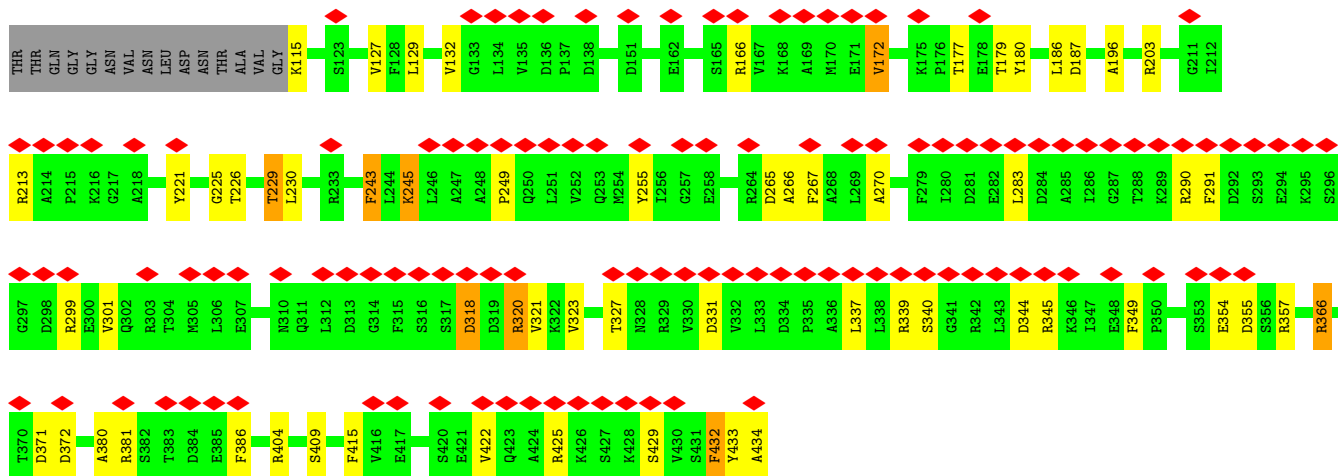 THR THR GLN GLY GLY ASN VAL ASN LEU ASP ASN THR ALA VAL GLY K115 S123 V127 F128 L129 V132 G133 L134 V135 D136 P137 D138 D151 E162 S165 R166 V167 K168 A169 M170 E171 V172 K175 P176 T177 E178 T179 Y180 L186 D187 A196 R203 G211 I212
R213 A214 P215 K216 G217 A218 Y221 G225 T226 T229 L230 R233 F243 L244 K245 L246 A247 A248 P249 Q250 L251 V252 Q253 M254 Y255 I256 G257 E258 R264 D265 A266 F267 A268 L269 A270 F279 I280 D281 E282 L283 D284 A285 I286 G287 T288 K289 R290 F291 D292 S293 E294 K295 S296
G297 D298 R299 E300 V301 Q302 R303 T304 M305 L306 E307 N310 Q311 L312 D313 G314 F315 S316 S317 D318 D319 R320 V321 K322 V323 T327 N328 R329 V330 D331 V332 L333 D334 P335 A336 L337 L338 R339 S340 G341 R342 L343 D344 R345 K346 I347 E348 F349 P350 S353 E354 D355 S356 R357 R366
T370 D371 D372 A380 R381 S382 T383 D384 E385 F386 R404 S409 F415 V416 E417 S420 E421 V422 Q423 A424 R425 K426 S427 K428 S429 V430 S431 F432 Y433 A434